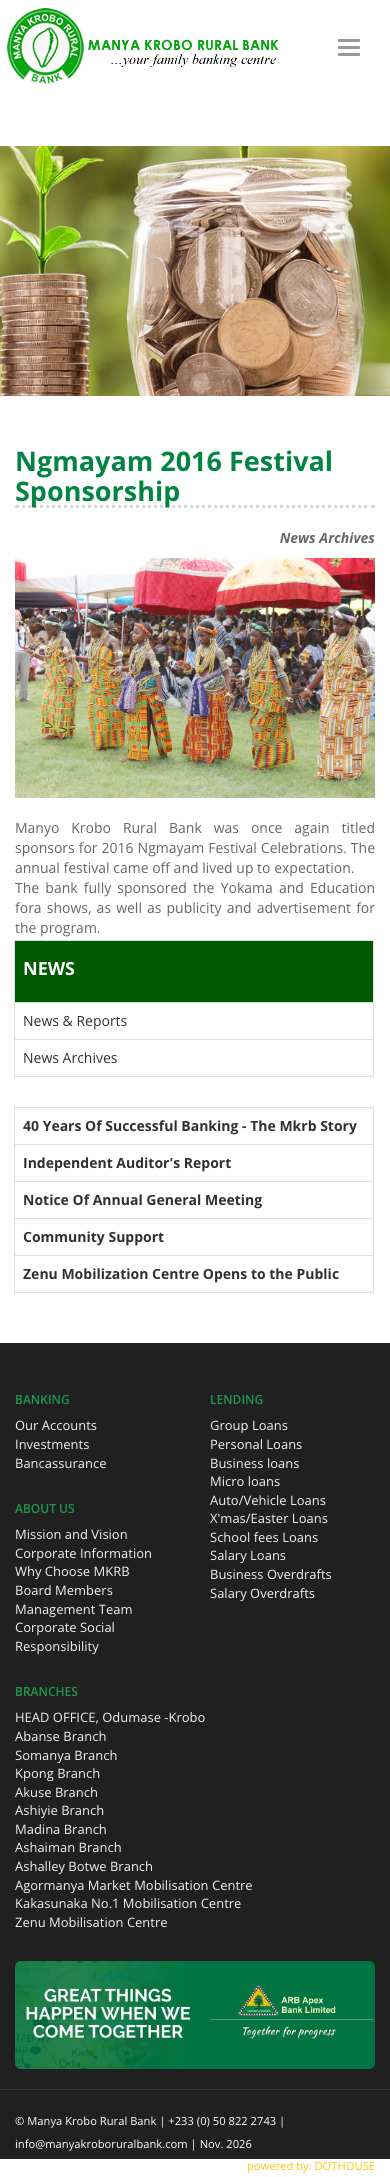 MANYA KROBO RURAL
BANK
MANYA KROBO RURAL BANK
...your family banking centre
Ngmayam 2016 Festival
Sponsorship
News Archives
Manyo Krobo Rural Bank was once again titled
sponsors for 2016 Ngmayam Festival Celebrations. The
annual festival came off and lived up to expectation.
The bank fully sponsored the Yokama and Education
fora shows, as well as publicity and advertisement for
the program.
NEWS
News & Reports
News Archives
40 Years Of Successful Banking - The Mkrb Story
Independent Auditor's Report
Notice Of Annual General Meeting
Community Support
Zenu Mobilization Centre Opens to the Public
BANKING
Our Accounts
Investments
Bancassurance
ABOUT US
Mission and Vision
Corporate Information
Why Choose MKRB
Board Members
Management Team
Corporate Social
Responsibility
LENDING
Group Loans
Personal Loans
Business loans
Micro loans
Auto/Vehicle Loans
X'mas/Easter Loans
School fees Loans
Salary Loans
Business Overdrafts
Salary Overdrafts
BRANCHES
HEAD OFFICE, Odumase -Krobo
Abanse Branch
Somanya Branch
Kpong Branch
Akuse Branch
Ashiyie Branch
Madina Branch
Ashaiman Branch
Ashalley Botwe Branch
Agormanya Market Mobilisation Centre
Kakasunaka No.1 Mobilisation Centre
Zenu Mobilisation Centre
GREAT THINGS
HAPPEN WHEN WE
COME TOGETHER
ARB Apex
Bank Limited
Together for progress
© Manya Krobo Rural Bank | +233 (0) 50 822 2743 |
info@manyakroboruralbank.com | Nov. 2026
powered by: DOTHOUSE